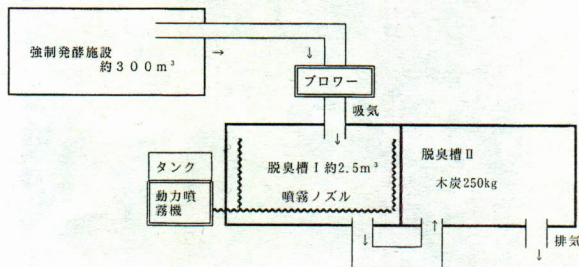 強制発酵施設
約300m³
→
↓
ブロワー
吸気
↓
タンク
動力噴
霧機
脱臭槽Ⅰ約2.5m³
噴霧ノズル
脱臭槽Ⅱ
木炭250kg
↓
↑
↓
排気